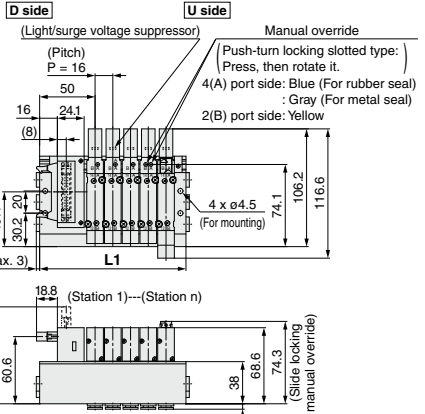 D side
U side
(Light/surge voltage suppressor)
Manual override
(Push-turn locking slotted type:
Press, then rotate it.)
(Pitch)
P = 16
4(A) port side: Blue (For rubber seal)
: Gray (For metal seal)
2(B) port side: Yellow
50
16
24.1
(8)
20
30.2
4 x ø4.5
(For mounting)
74.1
106.2
116.6
L1
18.8
(Station 1)---(Station n)
60.6
38
68.6
74.3
(Slide locking
manual override)